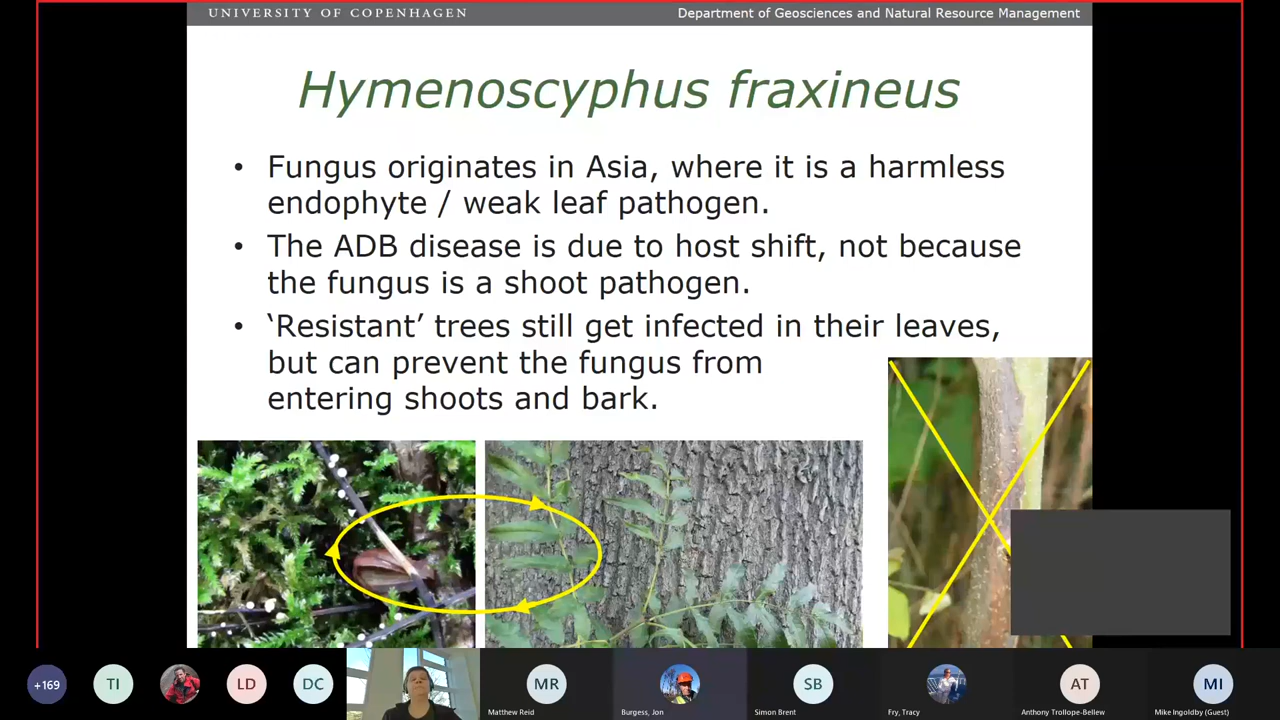 UNIVERSITY OF COPENHAGEN
Department of Geosciences and Natural Resource Management
Hymenoscyphus fraxineus
• Fungus originates in Asia, where it is a harmless
endophyte / weak leaf pathogen.
• The ADB disease is due to host shift, not because
the fungus is a shoot pathogen.
• ‘Resistant’ trees still get infected in their leaves,
but can prevent the fungus from
entering shoots and bark.
+169
TI
LD
DC
MR
SB
AT
MI
Matthew Reid
Burgess, Jon
Simon Brent
Fry, Tracy
Anthony Trollope-Bellew
Mike Ingoldby (Guest)